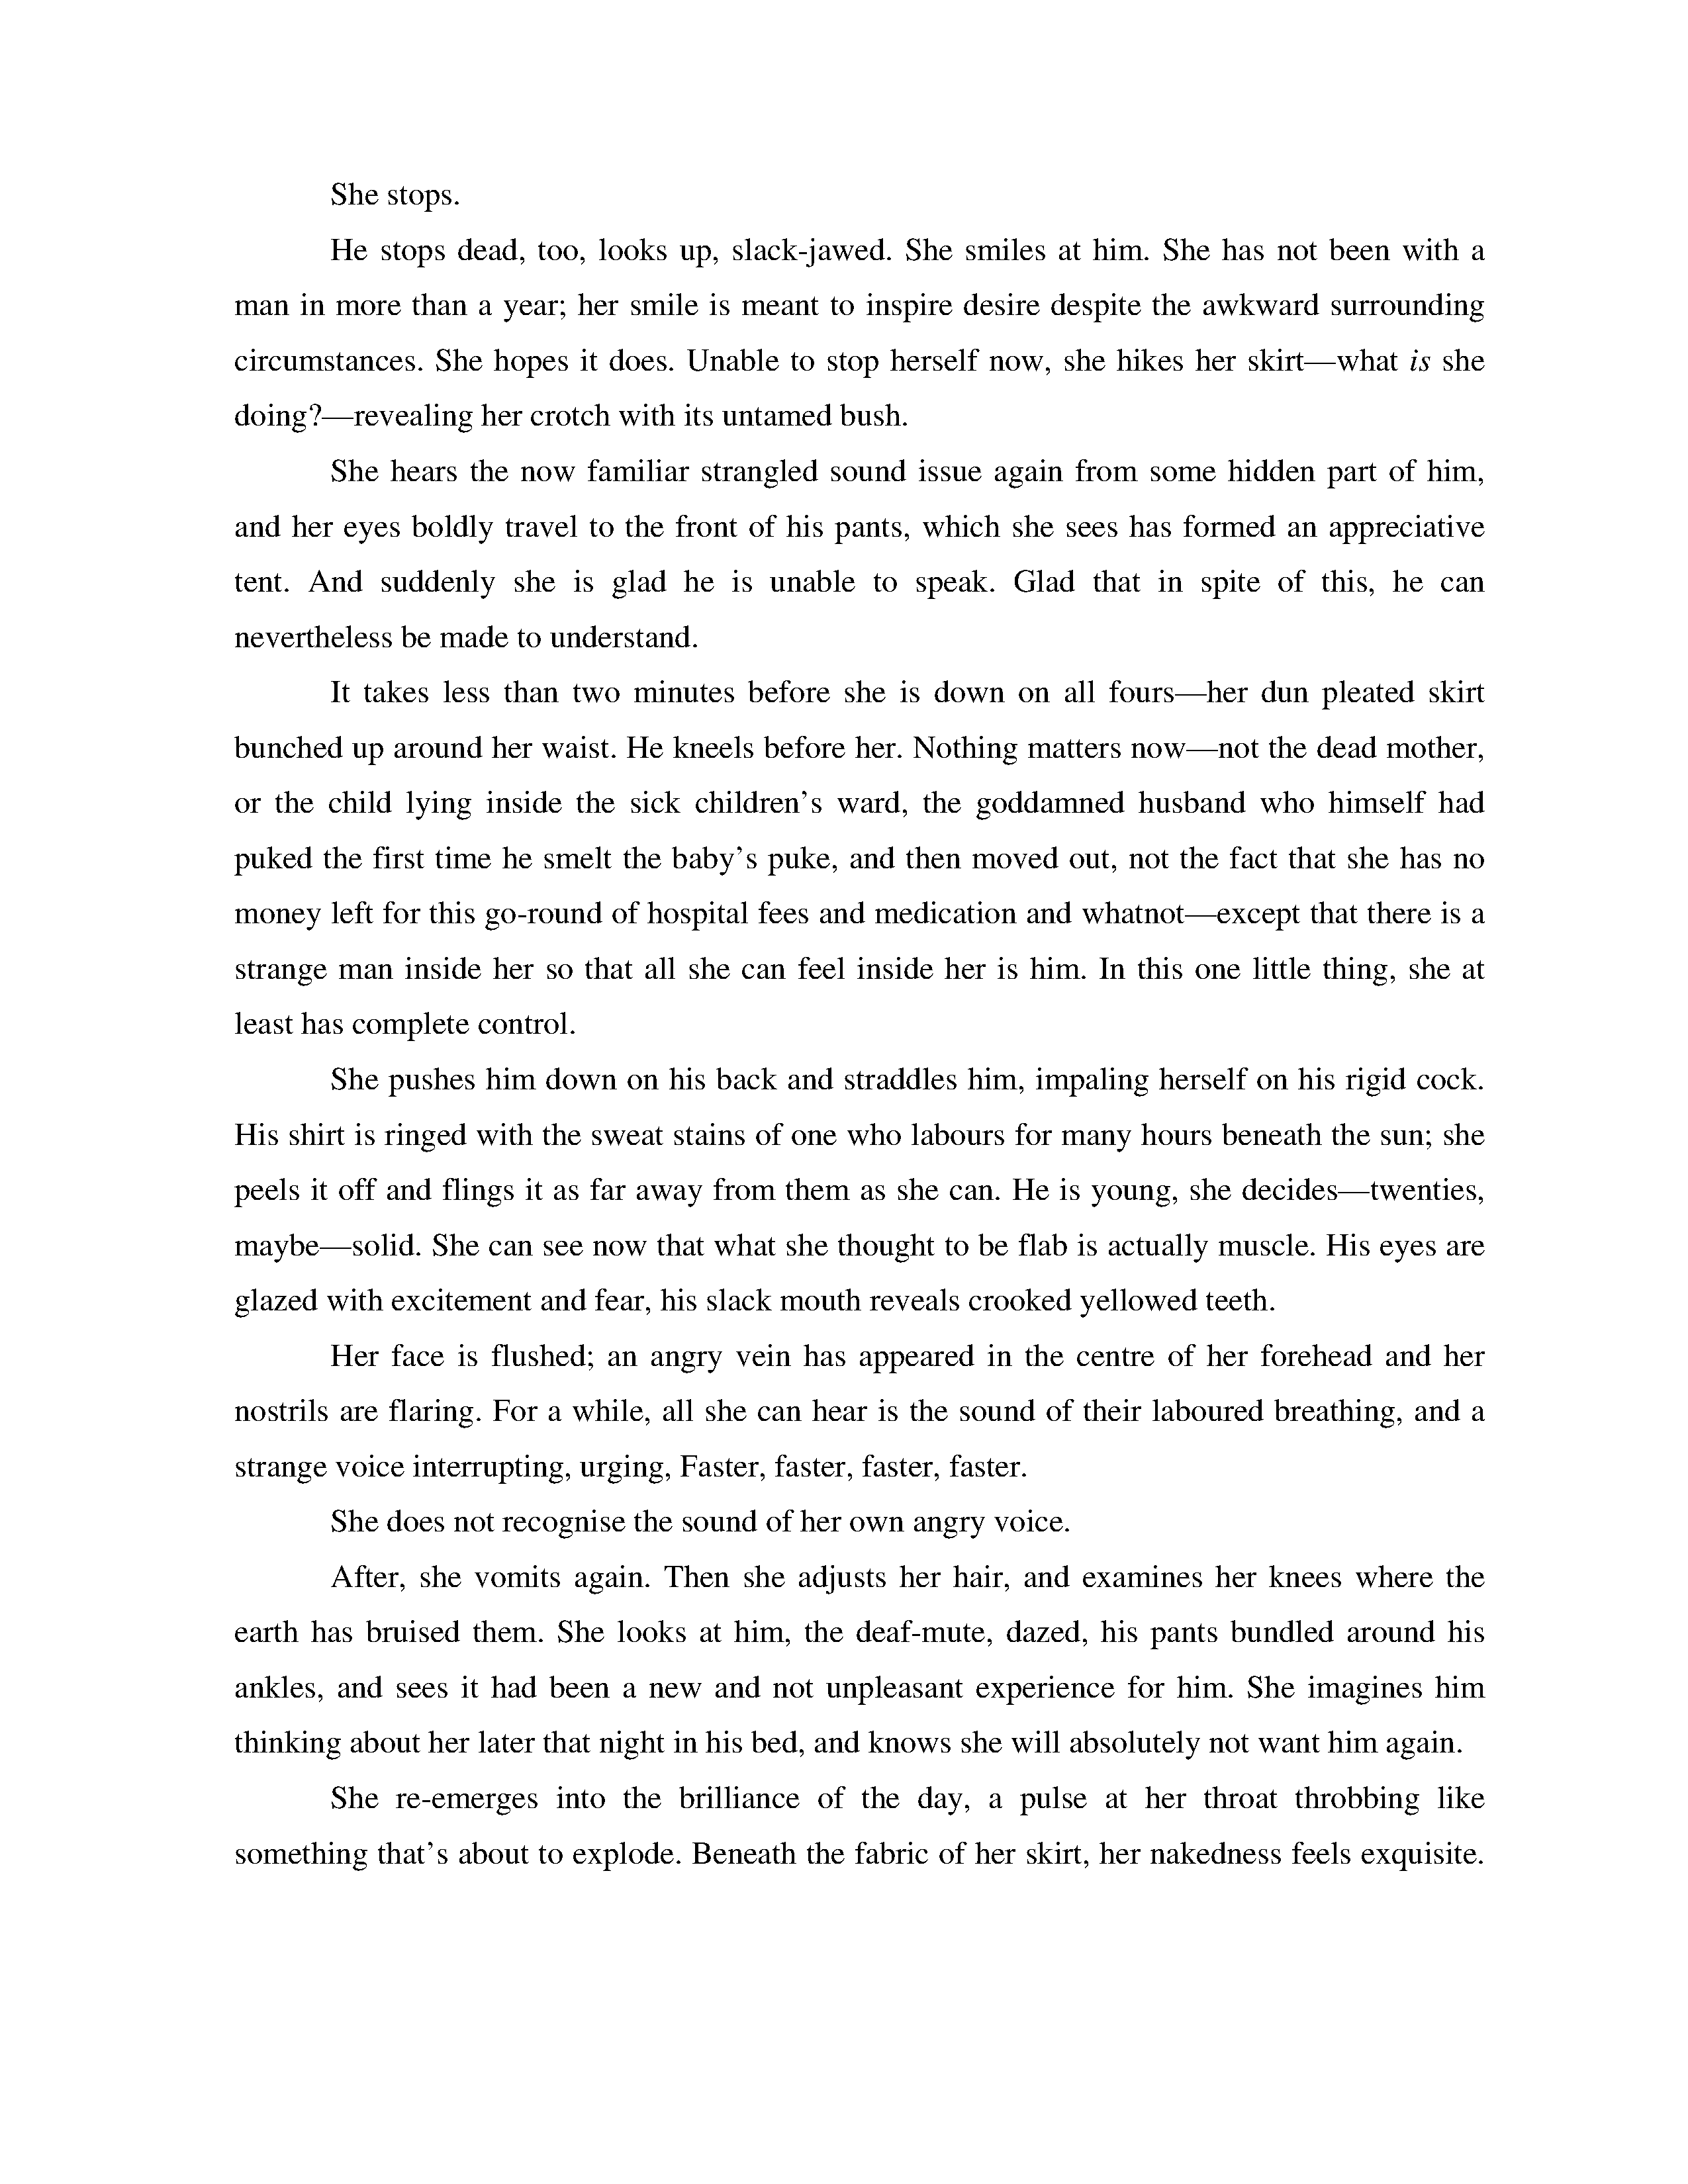 She stops.
He stops dead, too, looks up, slack-jawed. She smiles at him. She has not been with a
man in more than a year; her smile is meant to inspire desire despite the awkward surrounding
circumstances. She hopes it does. Unable to stop herself now, she hikes her skirt—what is she
doing?—revealing her crotch with its untamed bush.
She hears the now familiar strangled sound issue again from some hidden part of him,
and her eyes boldly travel to the front of his pants, which she sees has formed an appreciative
tent. And suddenly she is glad he is unable to speak. Glad that in spite of this, he can
nevertheless be made to understand.
It takes less than two minutes before she is down on all fours—her dun pleated skirt
bunched up around her waist. He kneels before her. Nothing matters now—not the dead mother,
or the child lying inside the sick children’s ward, the goddamned husband who himself had
puked the first time he smelt the baby’s puke, and then moved out, not the fact that she has no
money left for this go-round of hospital fees and medication and whatnot—except that there is a
strange man inside her so that all she can feel inside her is him. In this one little thing, she at
least has complete control.
She pushes him down on his back and straddles him, impaling herself on his rigid cock.
His shirt is ringed with the sweat stains of one who labours for many hours beneath the sun; she
peels it off and flings it as far away from them as she can. He is young, she decides—twenties,
maybe—solid. She can see now that what she thought to be flab is actually muscle. His eyes are
glazed with excitement and fear, his slack mouth reveals crooked yellowed teeth.
Her face is flushed; an angry vein has appeared in the centre of her forehead and her
nostrils are flaring. For a while, all she can hear is the sound of their laboured breathing, and a
strange voice interrupting, urging, Faster, faster, faster, faster.
She does not recognise the sound of her own angry voice.
After, she vomits again. Then she adjusts her hair, and examines her knees where the
earth has bruised them. She looks at him, the deaf-mute, dazed, his pants bundled around his
ankles, and sees it had been a new and not unpleasant experience for him. She imagines him
thinking about her later that night in his bed, and knows she will absolutely not want him again.
She re-emerges into the brilliance of the day, a pulse at her throat throbbing like
something that’s about to explode. Beneath the fabric of her skirt, her nakedness feels exquisite.